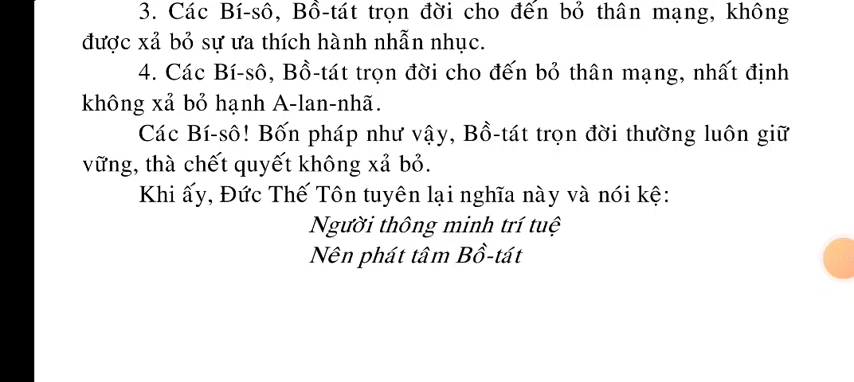 3. Các Bí-sô, Bồ-tát trọn đời cho đến bỏ thân mạng, không
được xả bỏ sự ưa thích hành nhẫn nhục.
4. Các Bí-sô, Bồ-tát trọn đời cho đến bỏ thân mạng, nhất định
không xả bỏ hạnh A-lan-nhã.
Các Bí-sô! Bốn pháp như vậy, Bồ-tát trọn đời thường luôn giữ
vững, thà chết quyết không xả bỏ.
Khi ấy, Đức Thế Tôn tuyên lại nghĩa này và nói kệ:
Người thông minh trí tuệ
Nên phát tâm Bồ-tát